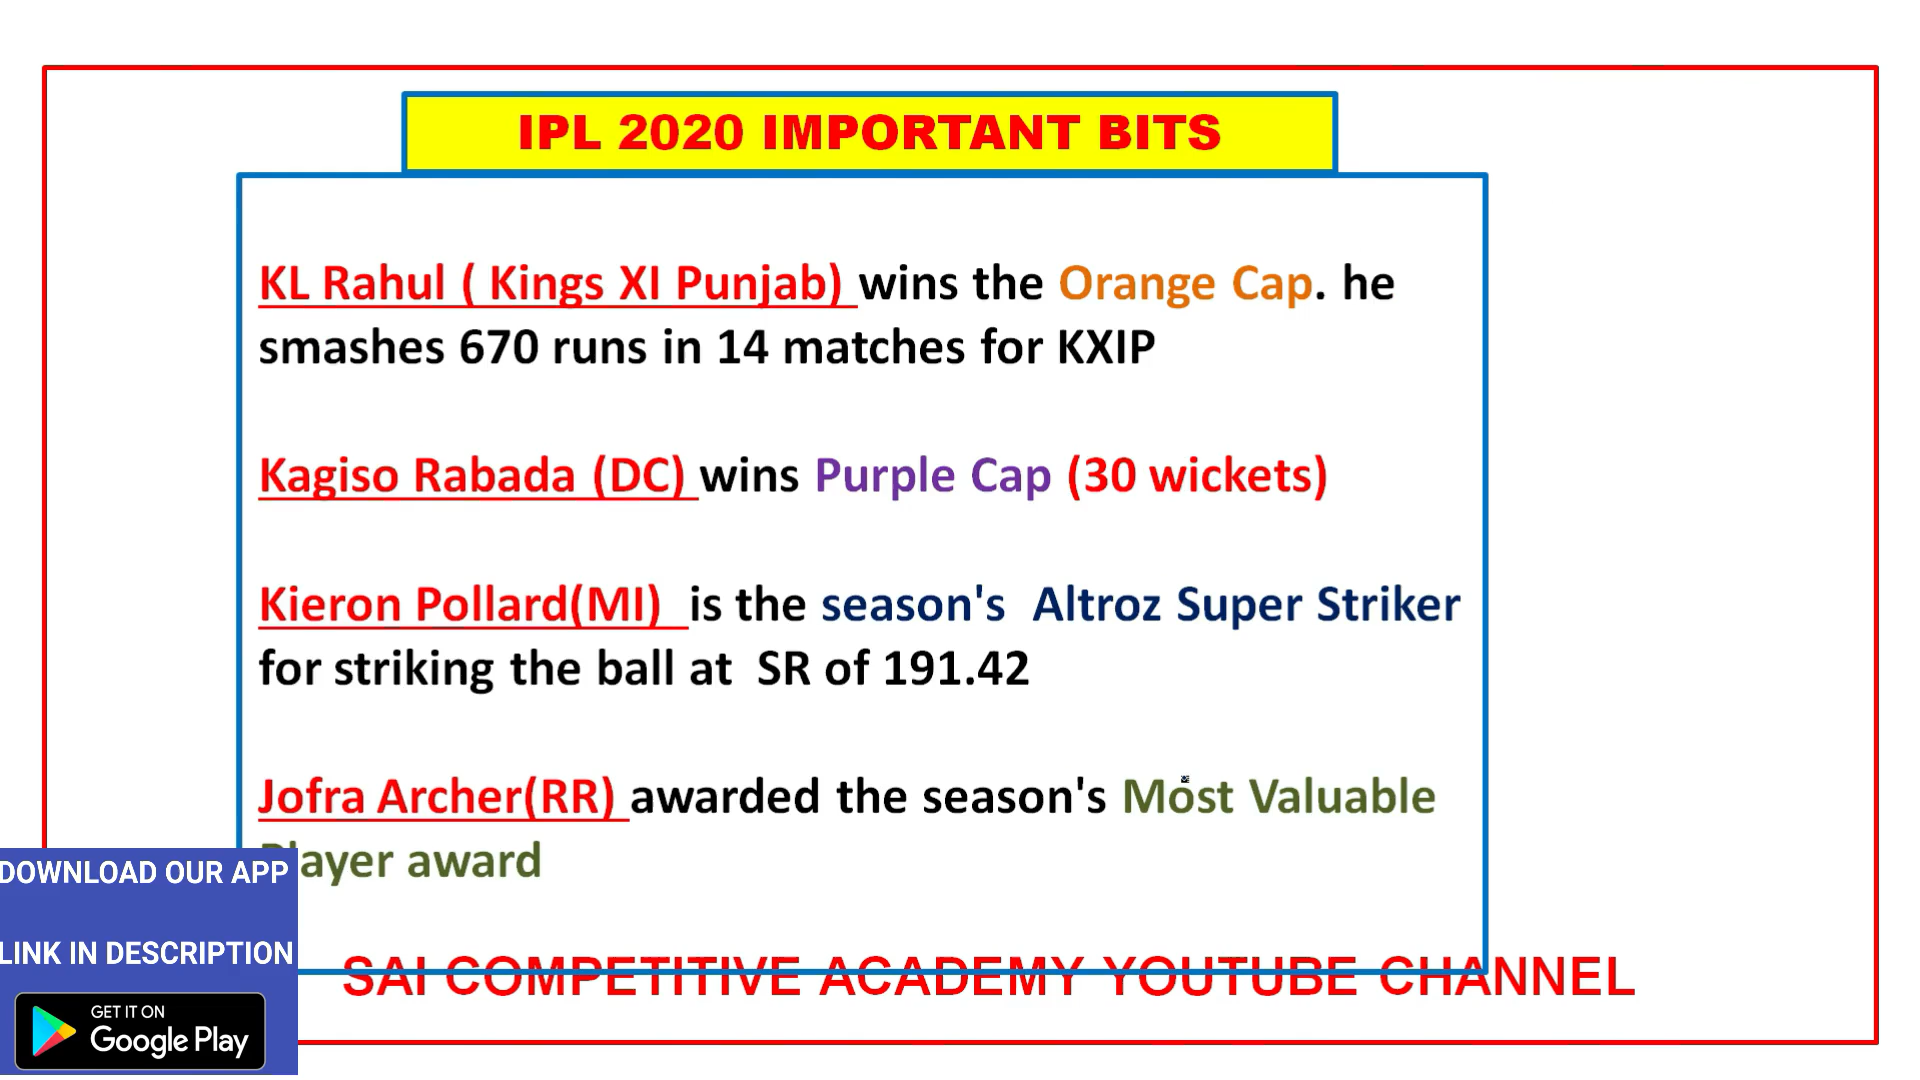 IPL 2020 IMPORTANT BITS
KL Rahul ( Kings XI Punjab) wins the Orange Cap. he
smashes 670 runs in 14 matches for KXIP
Kagiso Rabada (DC) wins Purple Cap (30 wickets)
Kieron Pollard(MI) is the season's Altroz Super Striker
for striking the ball at SR of 191.42
Jofra Archer(RR) awarded the season's Most Valuable
Player award
DOWNLOAD OUR APP
LINK IN DESCRIPTION
GET IT ON
Google Play
SAI COMPETITIVE ACADEMY YOUTUBE CHANNEL